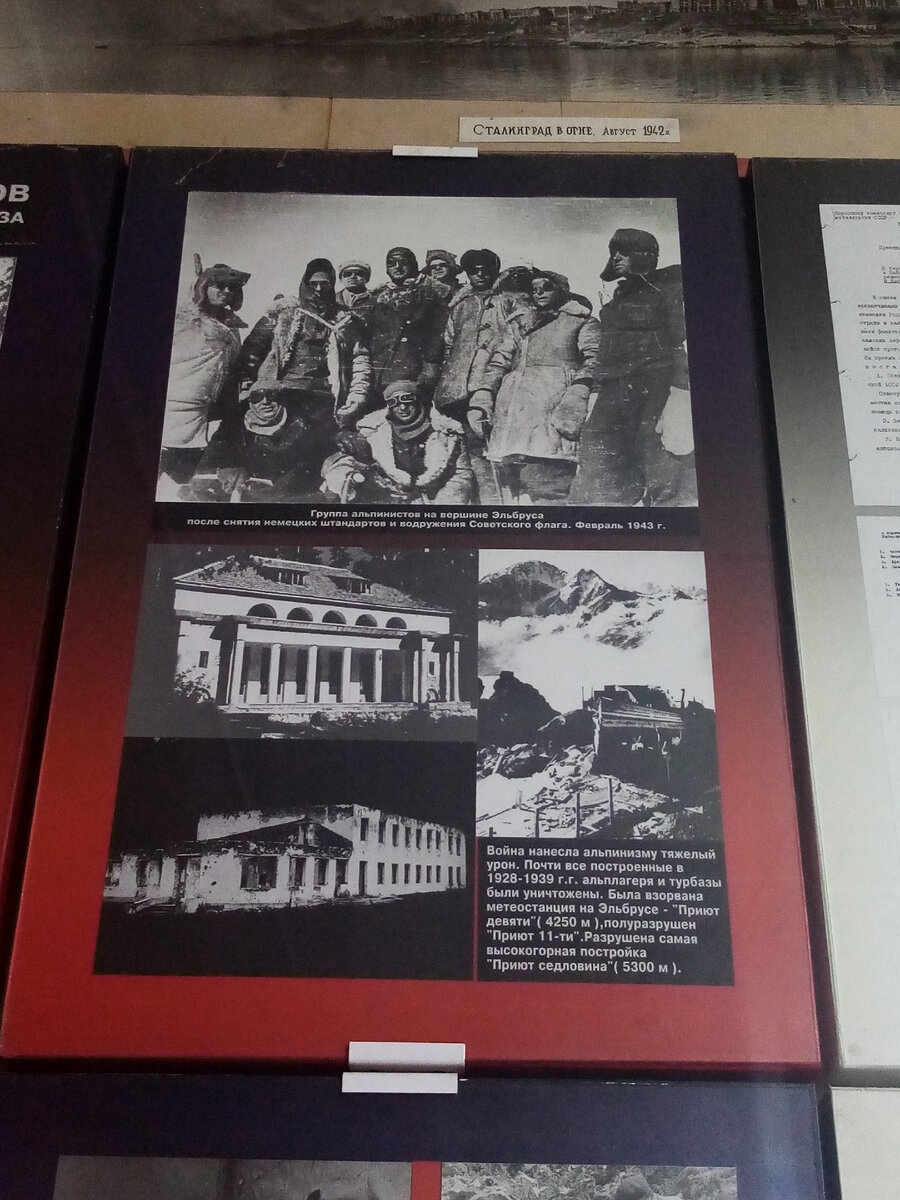 СТАЛИНГРАД В ОГНЕ. АВГУСТ 1942г.
ОВ
ЗА
Группа альпинистов на вершине Эльбруса
после снятия немецких штандартов и водружения Советского флага. Февраль 1943 г.
Война нанесла альпинизму тяжелый
урон. Почти все построенные в
1928-1939 г.г. альплагеря и турбазы
были уничтожены. Была взорвана
метеостанция на Эльбрусе - "Приют
девяти"( 4250 м ),полуразрушен
"Приют 11-ти".Разрушена самая
высокогорная постройка
"Приют седловина"( 5300 м ).